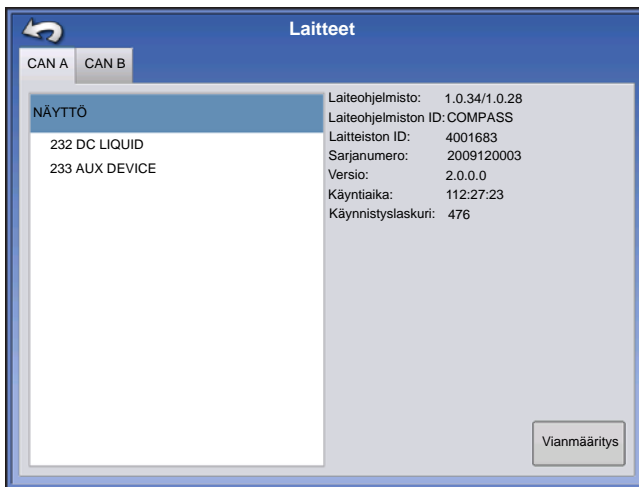 Laitteet
CAN A CAN B
NÄYTTÖ
232 DC LIQUID
233 AUX DEVICE
Laiteohjelmisto: 1.0.34/1.0.28
Laiteohjelmiston ID: COMPASS
Laitteiston ID: 4001683
Sarjanumero: 2009120003
Versio: 2.0.0.0
Käyntiaika: 112:27:23
Käynnistyslaskuri: 476
Vianmääritys